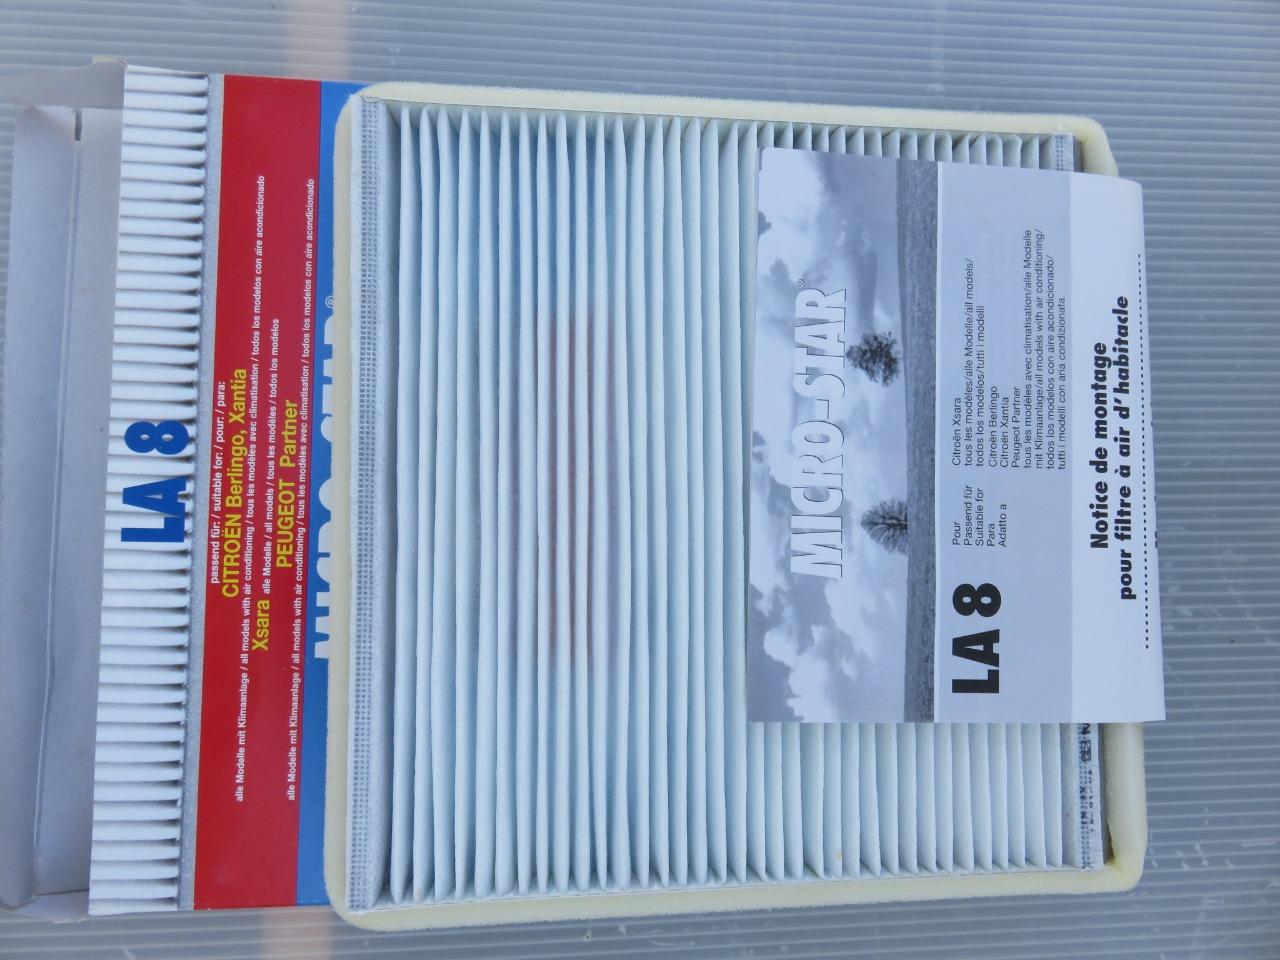 LA 8
passend für: / suitable for: / pour: / para:
CITROËN Berlingo, Xantia
alle Modelle mit Klimaanlage / all models with air conditioning / tous les modèles avec climatisation / todos los modelos con aire acondicionado
Xsara alle Modelle / all models / tous les modèles / todos los modelos
PEUGEOT Partner
alle Modelle mit Klimaanlage / all models with air conditioning / tous les modèles avec climatisation / todos los modelos con aire acondicionado
MICRO-STAR®
LA 8
Pour
Passend für
Suitable for
Para
Adatto a
Citroën Xsara
tous les modèles/alle Modelle/all models/
todos los modelos/tutti i modelli
Citroën Berlingo
Citroën Xantia
Peugeot Partner
tous les modèles avec climatisation/alle Modelle
mit Klimaanlage/all models with air conditioning/
todos los modelos con aire acondicionado/
tutti i modelli con aria condizionata
Notice de montage
pour filtre à air d'habitacle